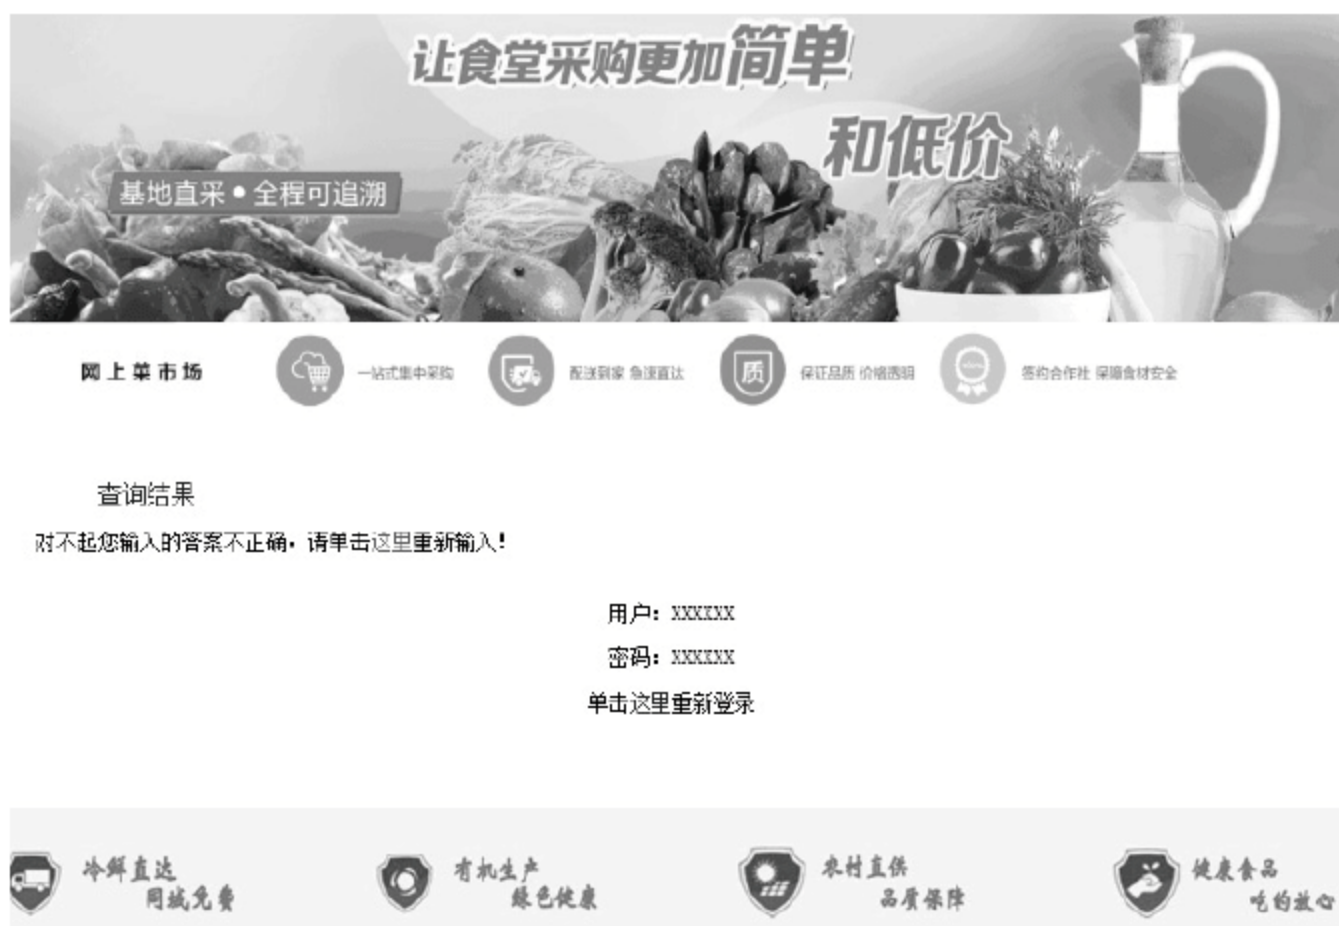 让食堂采购更加简单
和低价
基地直采●全程可追溯
网上菜市场
一站式集中采购
配送到家 急速直达
质
保证品质 价格透明
签约合作社 保障食材安全
查询结果
对不起您输入的答案不正确，请单击这里重新输入！
用户：XXXXXX
密码：XXXXXX
单击这里重新登录
冷鲜直达
同城免费
有机生产
绿色健康
农村直供
品质保障
健康食品
吃的放心